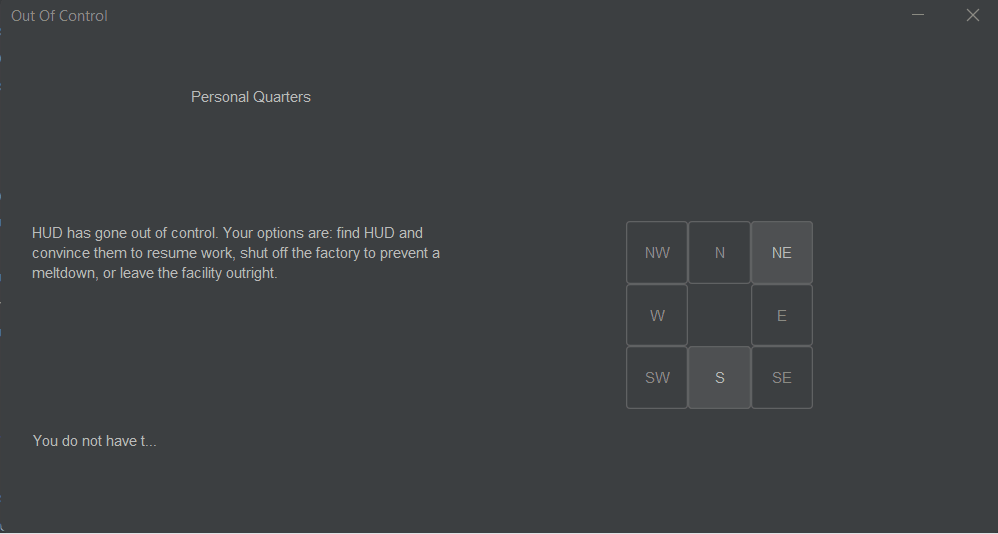 Out Of Control
Personal Quarters
HUD has gone out of control. Your options are: find HUD and
convince them to resume work, shut off the factory to prevent a
meltdown, or leave the facility outright.
NW N NE
W E
SW S SE
You do not have t...